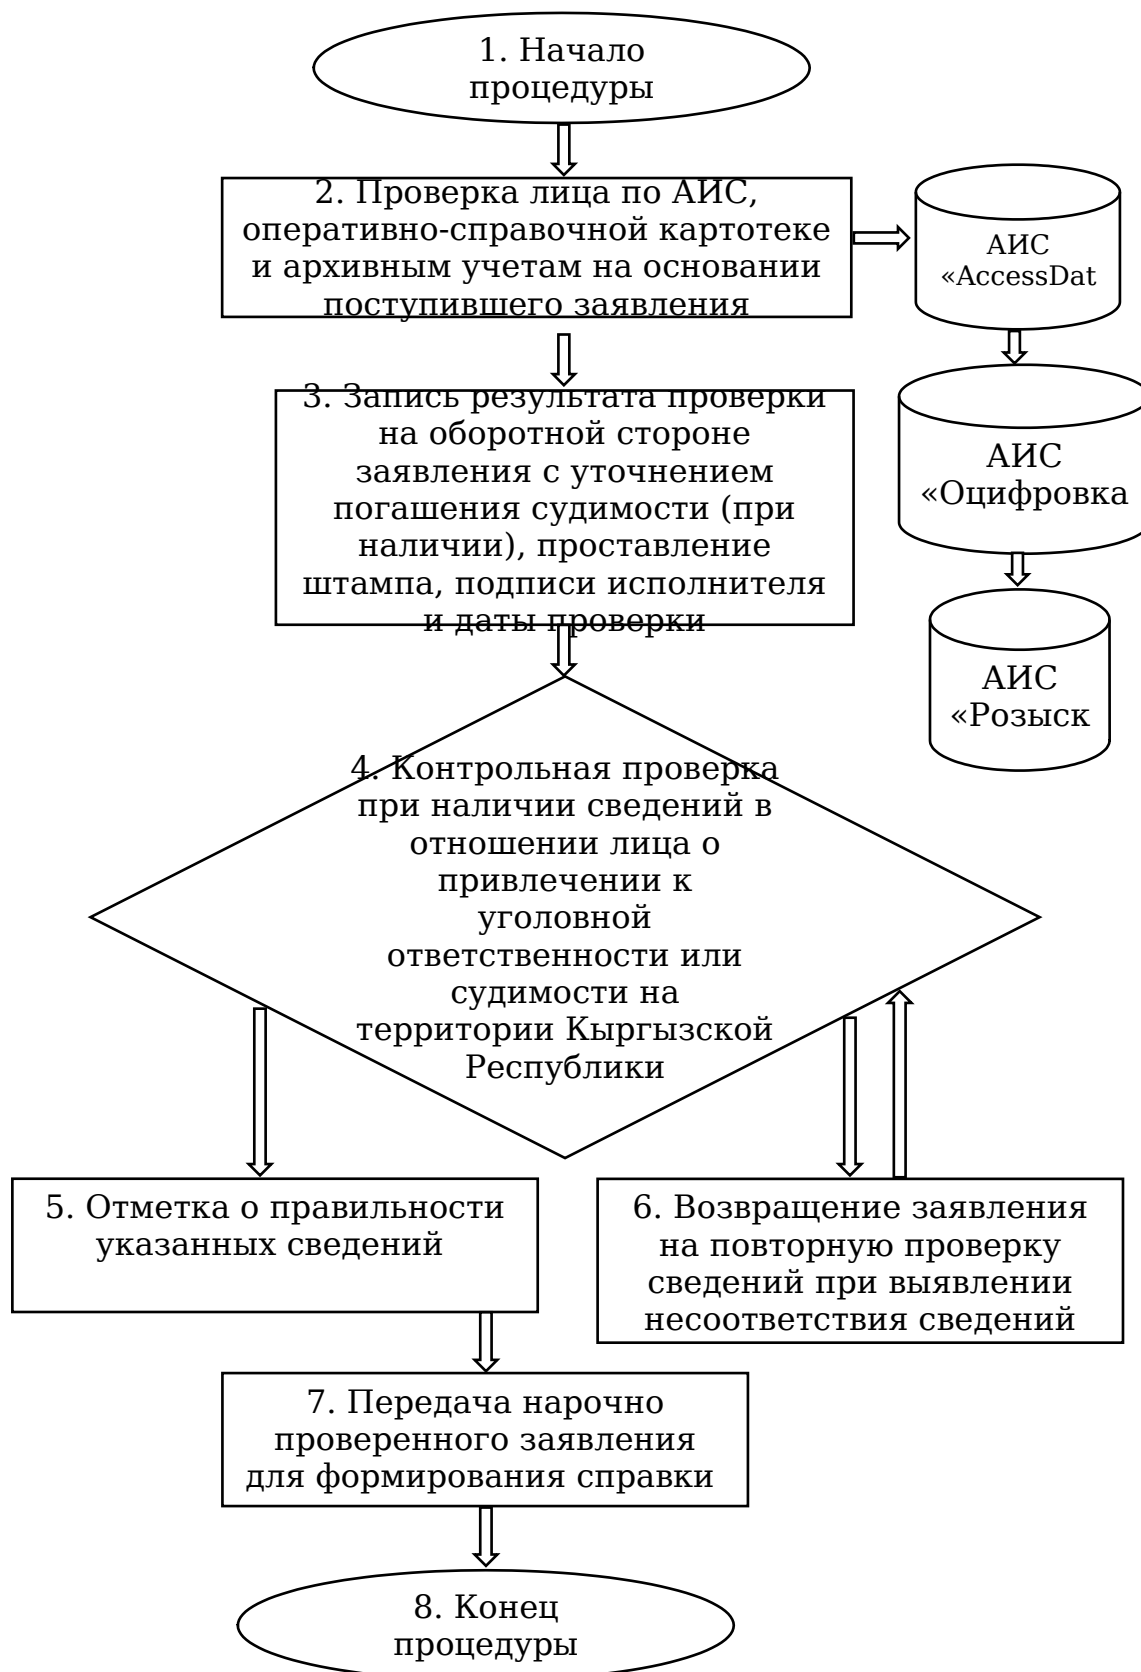 1. Начало
процедуры
2. Проверка лица по АИС,
оперативно-справочной картотеке
и архивным учетам на основании
поступившего заявления
АИС
«AccessDat
3. Запись результата проверки
на оборотной стороне
заявления с уточнением
погашения судимости (при
наличии), проставление
штампа, подписи исполнителя
и даты проверки
АИС
«Оцифровка
АИС
«Розыск
4. Контрольная проверка
при наличии сведений в
отношении лица о
привлечении к
уголовной
ответственности или
судимости на
территории Кыргызской
Республики
5. Отметка о правильности
указанных сведений
6. Возвращение заявления
на повторную проверку
сведений при выявлении
несоответствия сведений
7. Передача нарочно
проверенного заявления
для формирования справки
8. Конец
процедуры